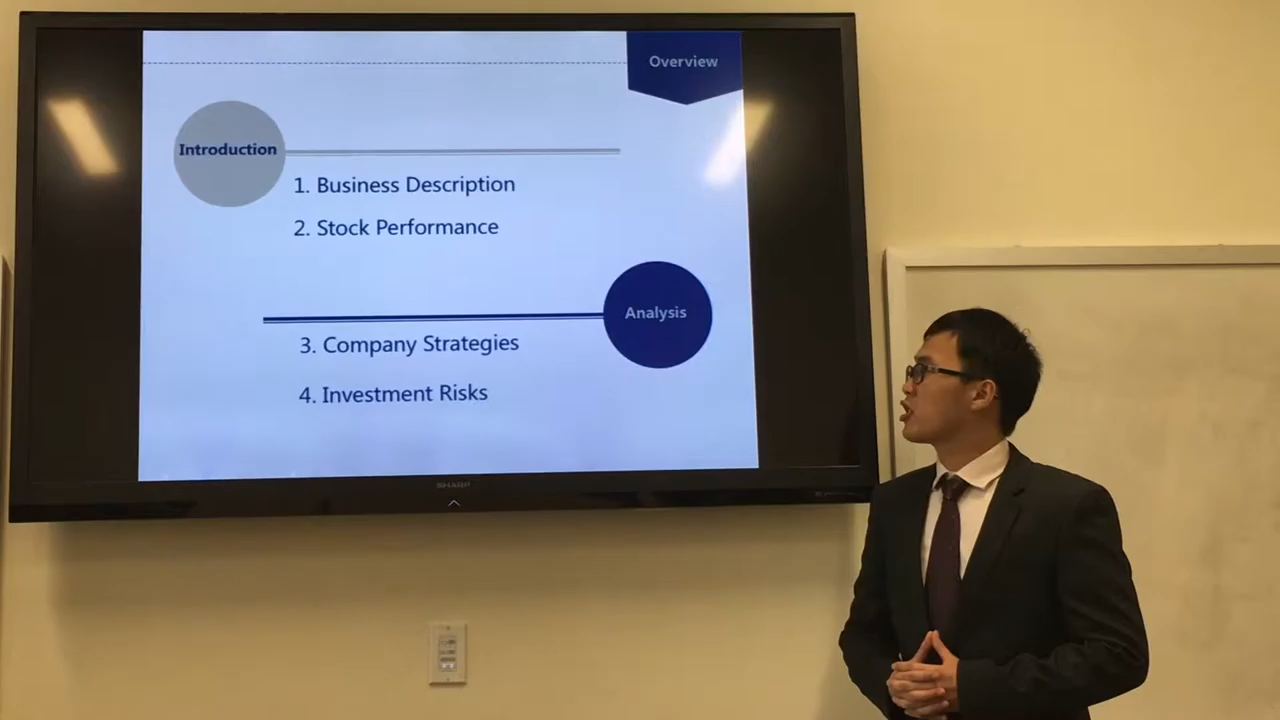 Overview
Introduction
1. Business Description
2. Stock Performance
Analysis
3. Company Strategies
4. Investment Risks
SHARP